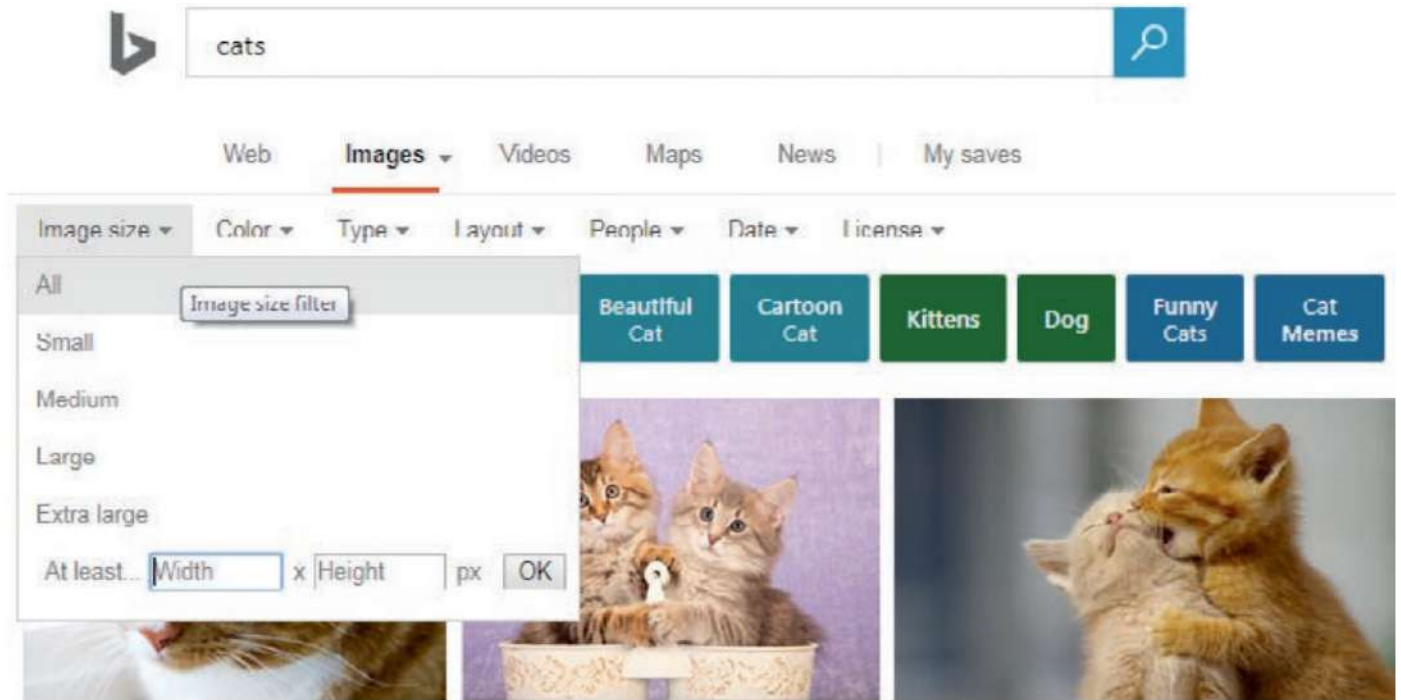 cats
Web Images Videos Maps News My saves
Image size Color Type Layout People Date License
All
Image size filter
Small
Medium
Large
Extra large
At least... Width x Height px OK
Beautiful
Cat
Cartoon
Cat
Kittens
Dog
Funny
Cats
Cat
Memes